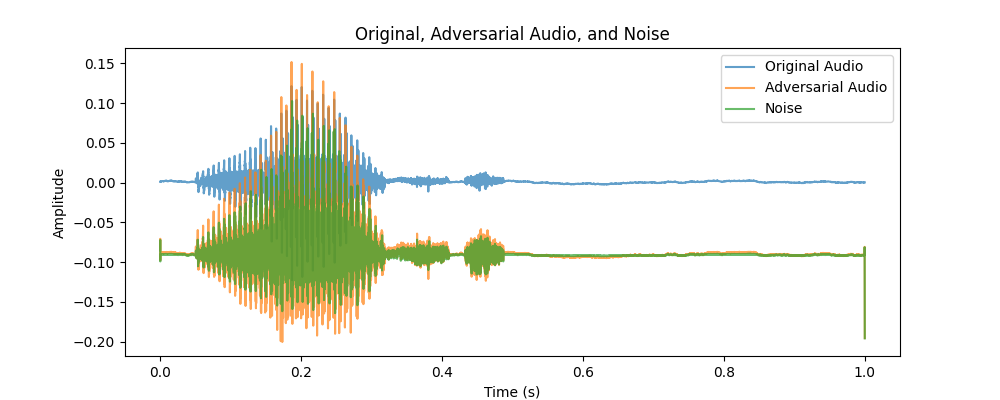 Original, Adversarial Audio, and Noise
Original Audio
Adversarial Audio
Noise
Amplitude
0.15
0.10
0.05
0.00
−0.05
−0.10
−0.15
−0.20
0.0 0.2 0.4 0.6 0.8 1.0
Time (s)